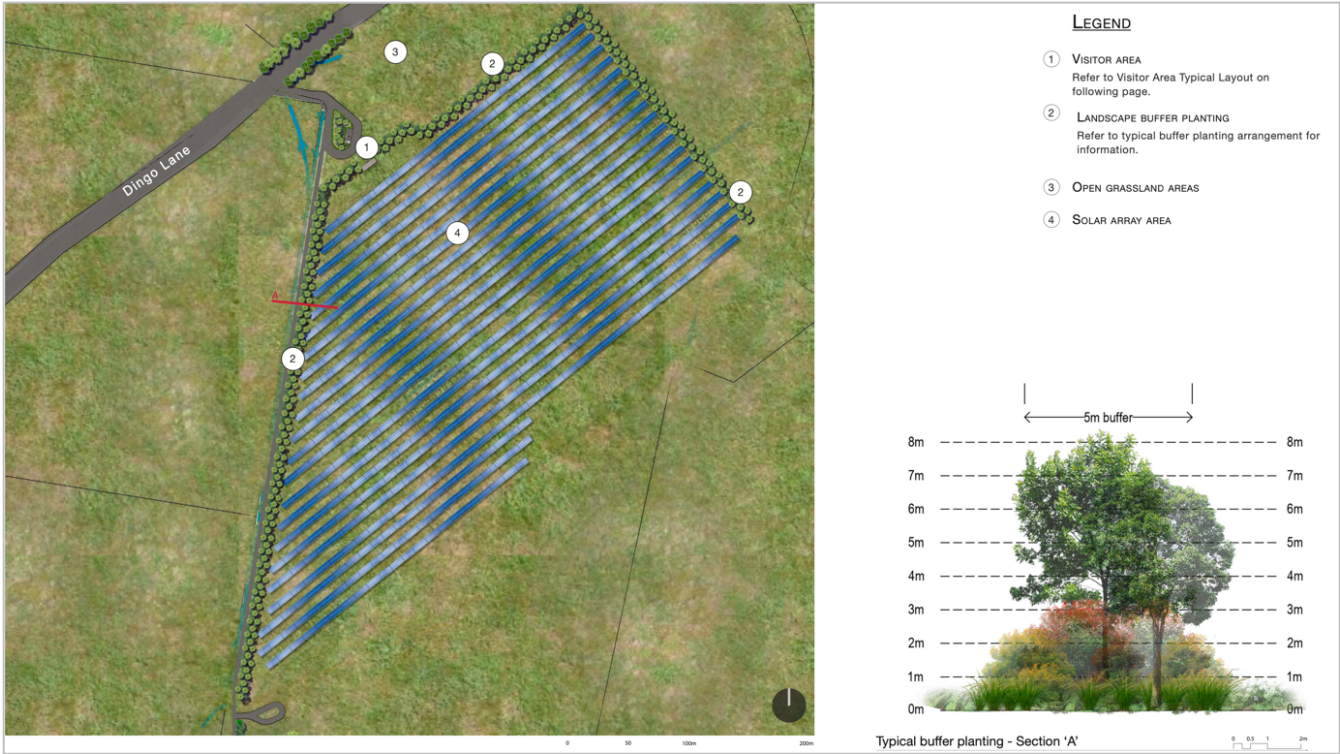 3
2
1
Dingo Lane
2
4
A
2
0
50
100m
200m
LEGEND
1 VISITOR AREA
Refer to Visitor Area Typical Layout on
following page.
2 LANDSCAPE BUFFER PLANTING
Refer to typical buffer planting arrangement for
information.
3 OPEN GRASSLAND AREAS
4 SOLAR ARRAY AREA
5m buffer
8m 8m
7m 7m
6m 6m
5m 5m
4m 4m
3m 3m
2m 2m
1m 1m
0m 0m
Typical buffer planting - Section ‘A’
0 0.5 1 2m